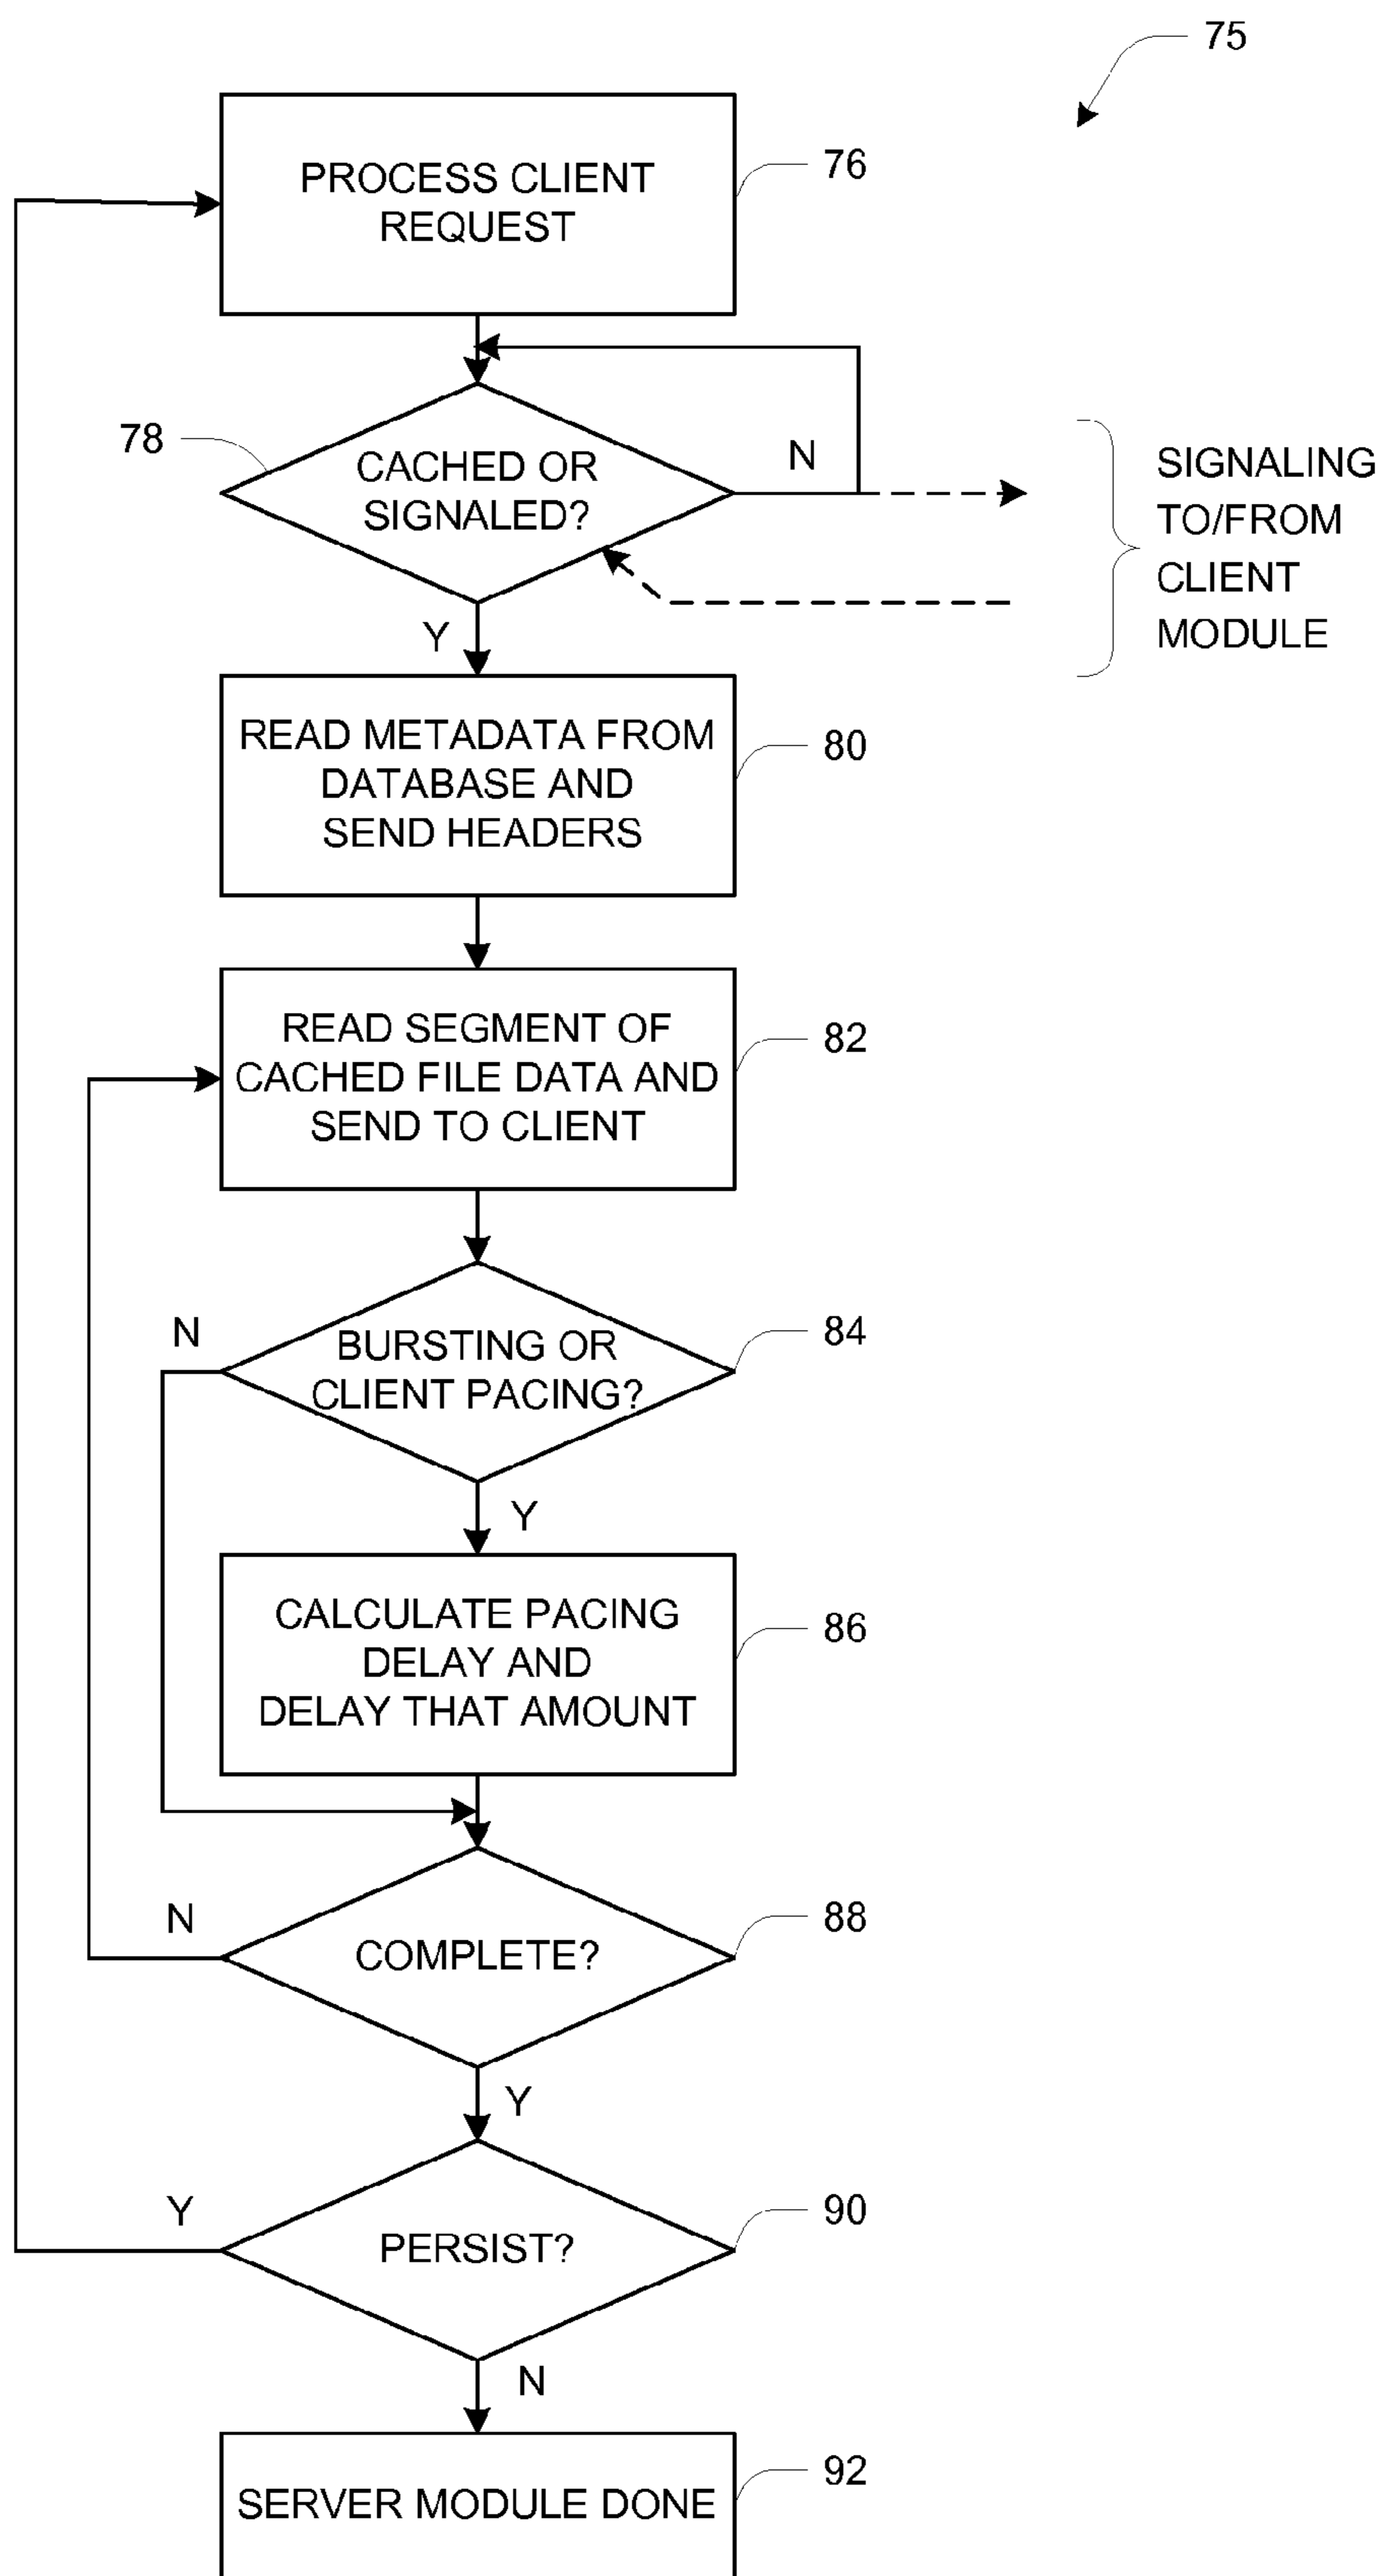 75
PROCESS CLIENT
REQUEST
76
78
CACHED OR
SIGNALED?
N
SIGNALING
TO/FROM
CLIENT
MODULE
Y
READ METADATA FROM
DATABASE AND
SEND HEADERS
80
READ SEGMENT OF
CACHED FILE DATA AND
SEND TO CLIENT
82
N
BURSTING OR
CLIENT PACING?
84
Y
CALCULATE PACING
DELAY AND
DELAY THAT AMOUNT
86
N
COMPLETE?
88
Y
Y
PERSIST?
90
N
SERVER MODULE DONE
92